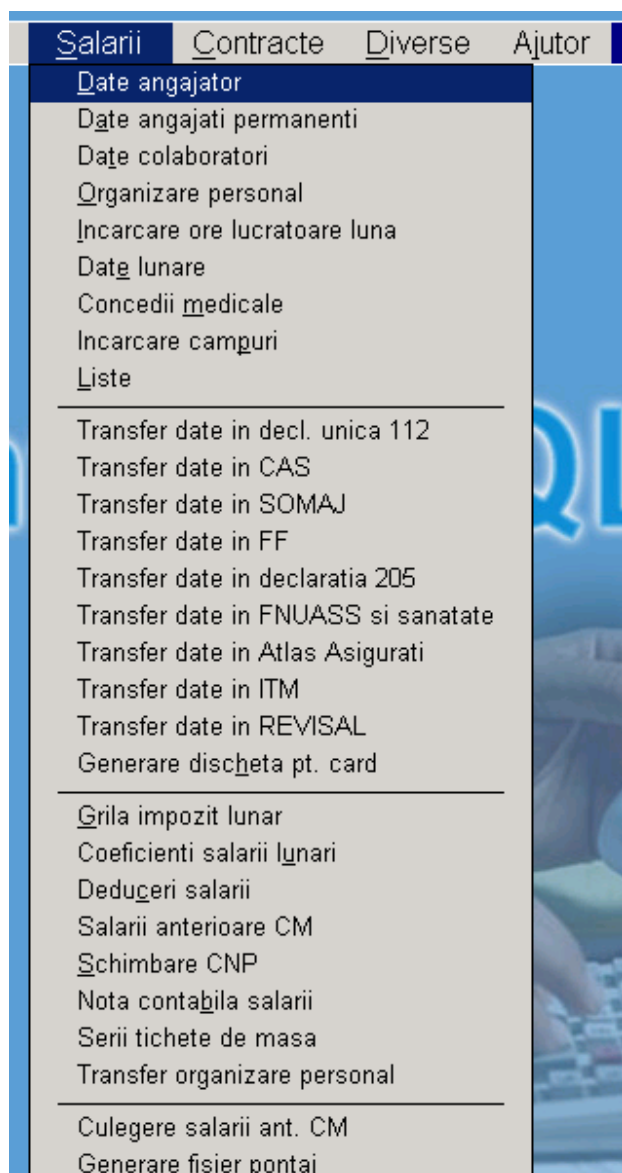 Salarii Contracte Diverse Ajutor
Date angajator
Date angajati permanenti
Date colaboratori
Organizare personal
Incarcare ore lucratoare luna
Date lunare
Concedii medicale
Incarcare campuri
Liste
Transfer date in decl. unica 112
Transfer date in CAS
Transfer date in SOMAJ
Transfer date in FF
Transfer date in declaratia 205
Transfer date in FNUASS si sanatate
Transfer date in Atlas Asigurati
Transfer date in ITM
Transfer date in REVISAL
Generare discheta pt. card
Grila impozit lunar
Coeficienti salarii lunari
Deduceri salarii
Salarii anterioare CM
Schimbare CNP
Nota contabila salarii
Serii tichete de masa
Transfer organizare personal
Culegere salarii ant. CM
Generare fisier pontaj